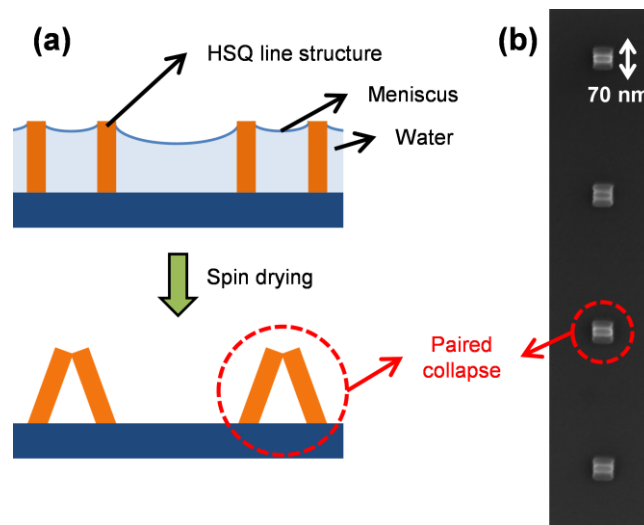 (a)
HSQ line structure
Meniscus
Water
Spin drying
Paired
collapse
(b)
70 nm